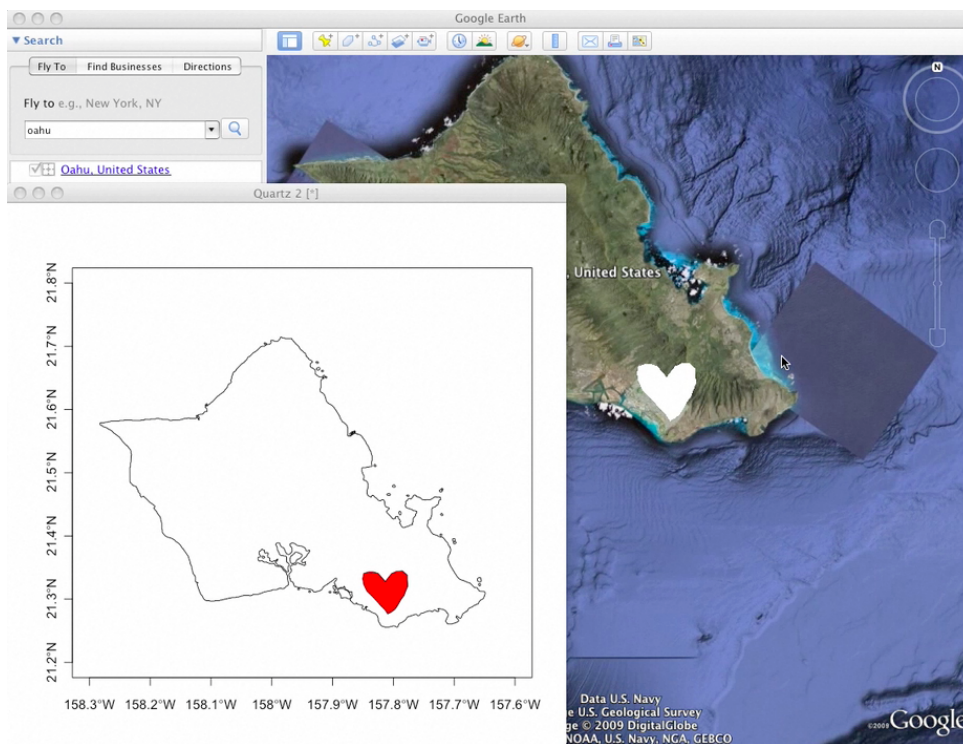 Google Earth
Search
Fly To
Find Businesses
Directions
Fly to e.g., New York, NY
oahu
Oahu, United States
N
Quartz 2 [*]
, United States
21.8°N
21.7°N
21.6°N
21.5°N
21.4°N
21.3°N
21.2°N
158.3°W
158.2°W
158.1°W
158°W
157.9°W
157.8°W
157.7°W
157.6°W
Data U.S. Navy
e U.S. Geological Survey
ge © 2009 DigitalGlobe
NOAA, U.S. Navy, NGA, GEBCO
©2009 Google